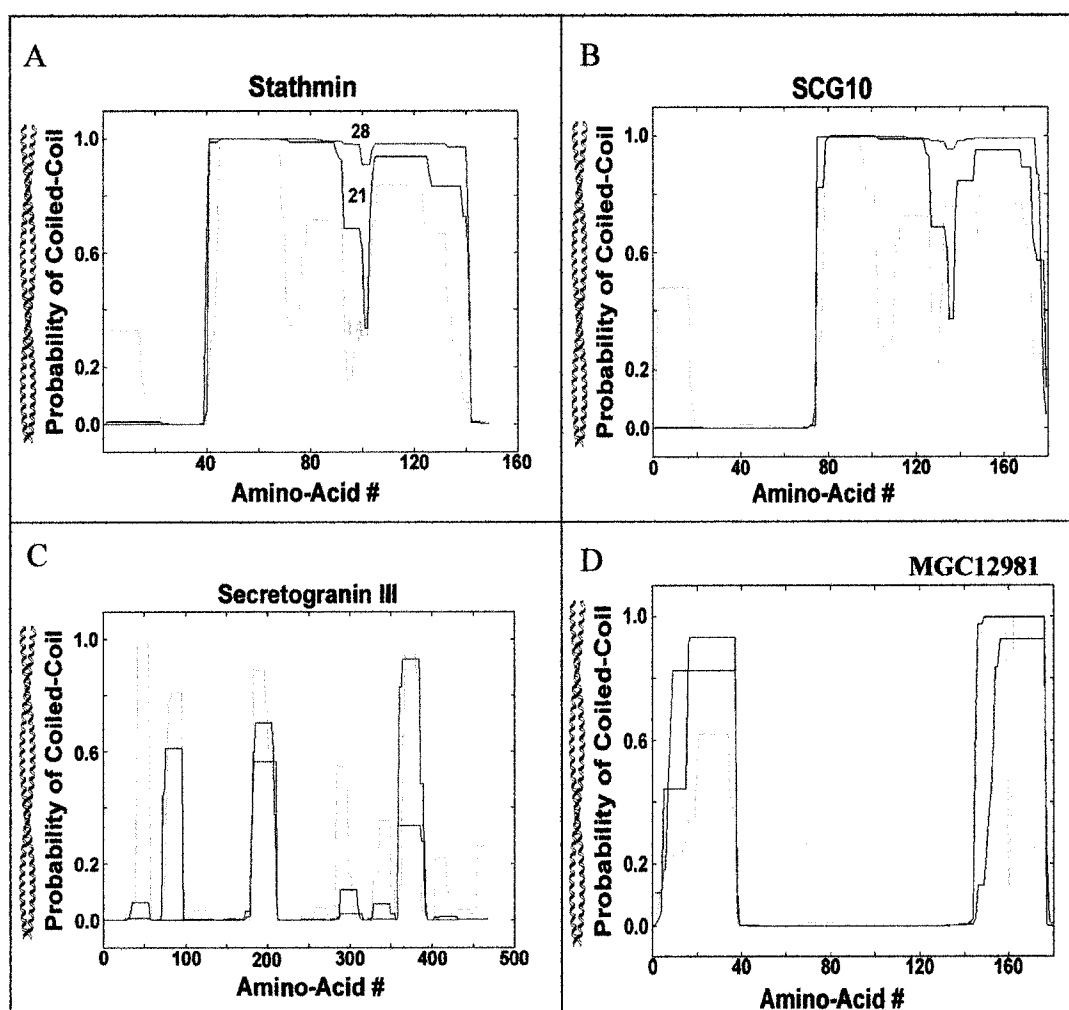 A
Stathmin
Probability of Coiled-Coil
1.0
0.6
0.2
0.0
28
21
40
80
120
160
Amino-Acid #
B
SCG10
Probability of Coiled-Coil
1.0
0.6
0.2
0.0
0
40
80
120
160
Amino-Acid #
C
Secretogranin III
Probability of Coiled-Coil
1.0
0.6
0.2
0.0
0
100
200
300
400
500
Amino-Acid #
D
MGC12981
Probability of Coiled-Coil
1.0
0.6
0.2
0.0
0
40
80
120
160
Amino-Acid #